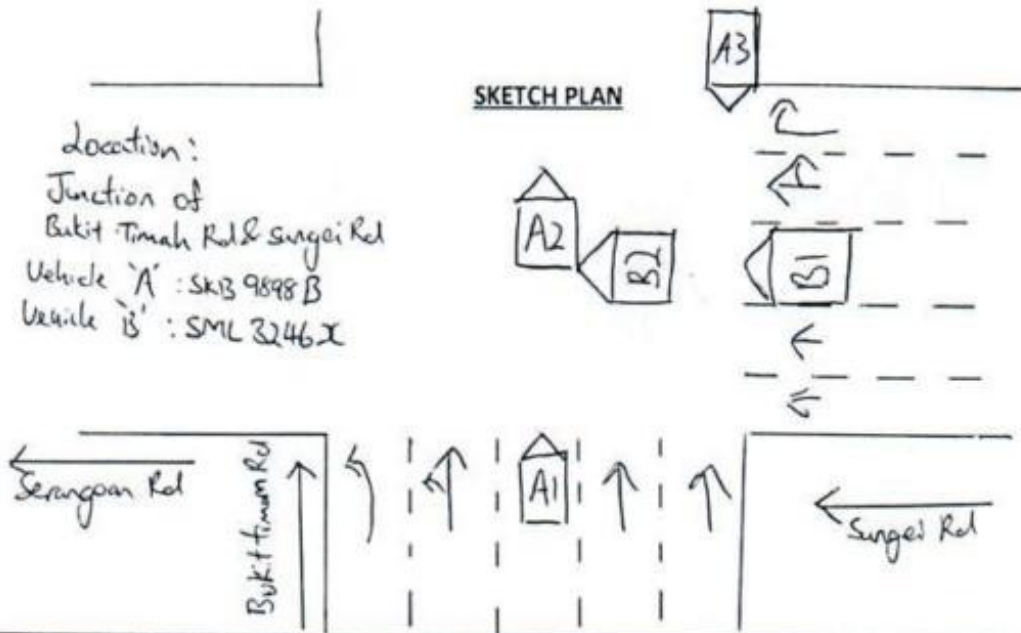 SKETCH PLAN
Location:
Junction of
Bukit Timah Rd & Sungei Rd
Vehicle 'A' : SKB 9898 B
Vehicle 'B' : SML 3246 X
A3
A2
B2
B1
A1
Serangoon Rd
Bukit timah Rd
Sungei Rd